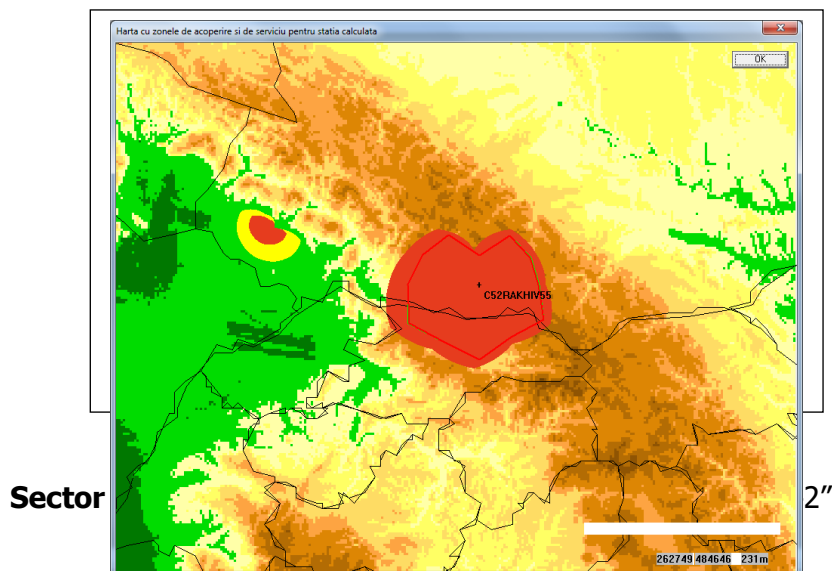 Harta cu zonele de acoperire si de serviciu pentru statia calculata
OK
C52RAKHIV55
Sector 2”
262749 484646 231m